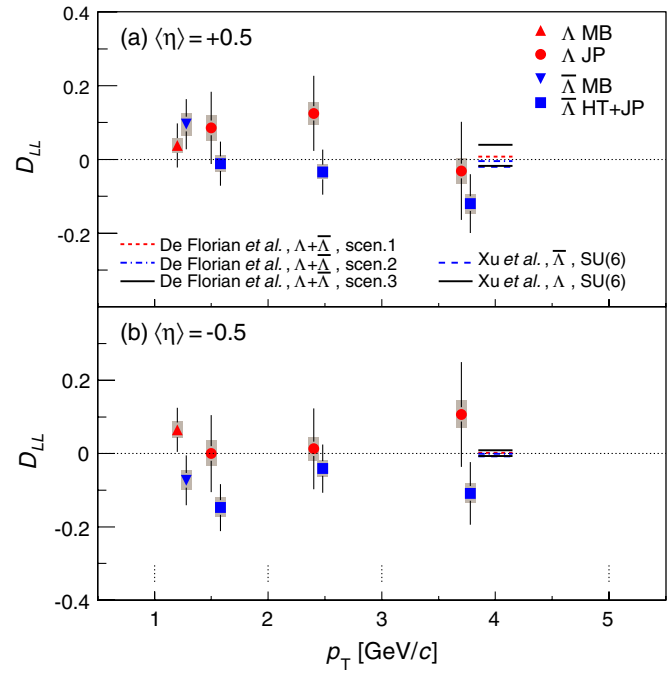 (a) ⟨η⟩ = +0.5
Λ MB
Λ JP
Λ̅ MB
Λ̅ HT+JP
0.2
0
-0.2
D_LL
De Florian et al. , Λ+Λ̅ , scen.1
De Florian et al. , Λ+Λ̅ , scen.2
De Florian et al. , Λ+Λ̅ , scen.3
Xu et al. , Λ̅ , SU(6)
Xu et al. , Λ , SU(6)
(b) ⟨η⟩ = -0.5
0.2
0
-0.2
-0.4
D_LL
1 2 3 4 5
p_T [GeV/c]